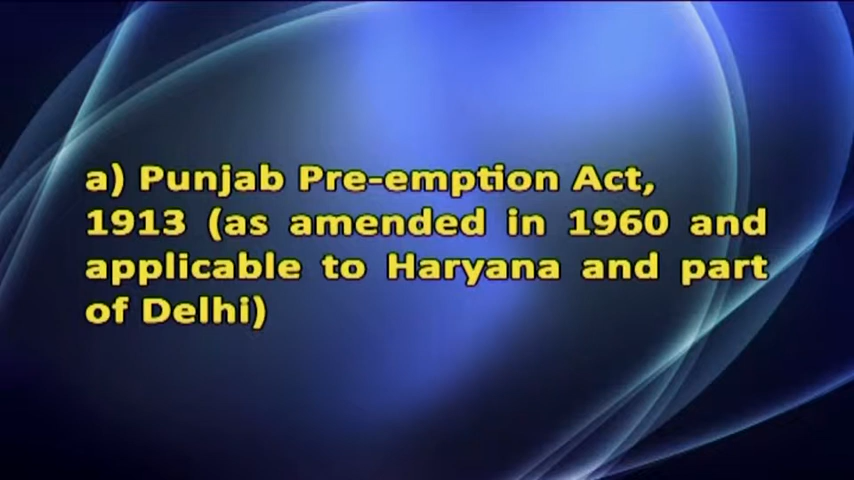 a) Punjab Pre-emption Act,
1913 (as amended in 1960 and
applicable to Haryana and part
of Delhi)